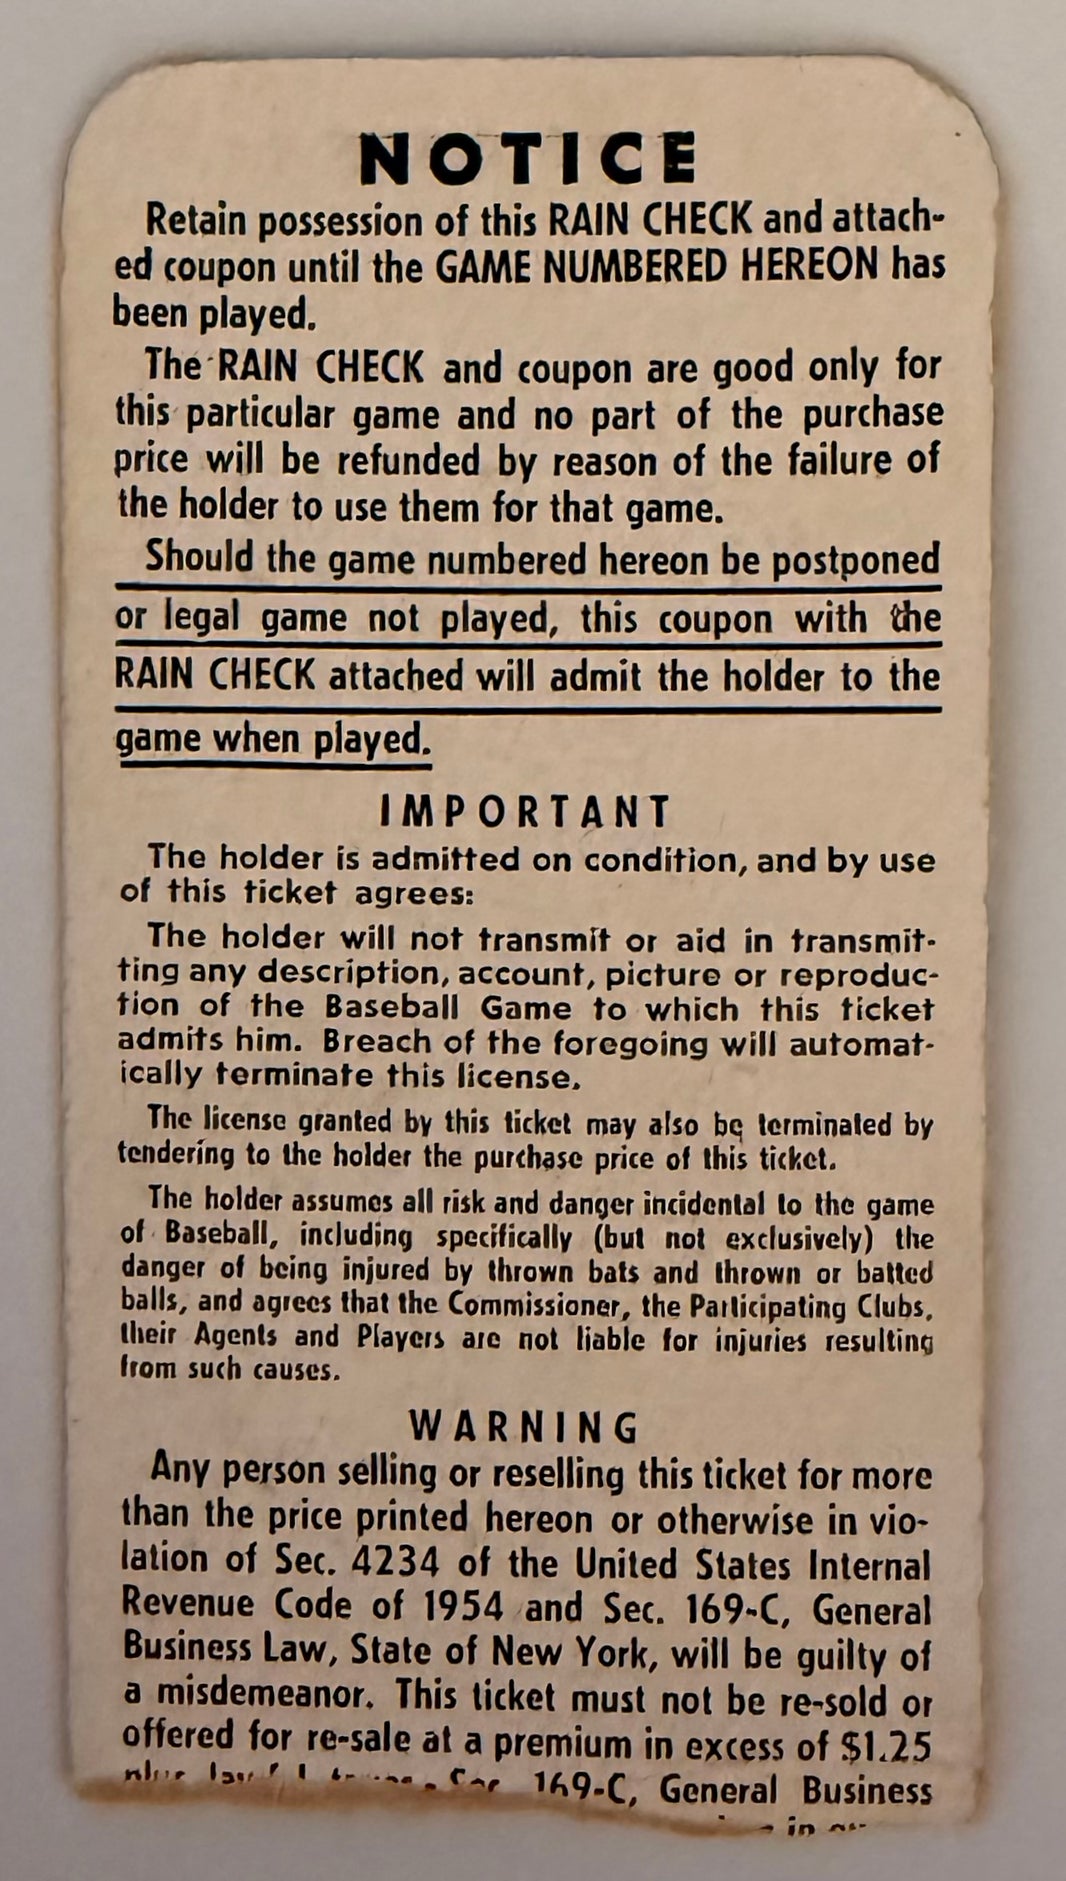 NOTICE
Retain possession of this RAIN CHECK and attach-
ed coupon until the GAME NUMBERED HEREON has
been played.
The RAIN CHECK and coupon are good only for
this particular game and no part of the purchase
price will be refunded by reason of the failure of
the holder to use them for that game.
Should the game numbered hereon be postponed
or legal game not played, this coupon with the
RAIN CHECK attached will admit the holder to the
game when played.
IMPORTANT
The holder is admitted on condition, and by use
of this ticket agrees:
The holder will not transmit or aid in transmit-
ting any description, account, picture or reproduc-
tion of the Baseball Game to which this ticket
admits him. Breach of the foregoing will automat-
ically terminate this license.
The license granted by this ticket may also be terminated by
tendering to the holder the purchase price of this ticket.
The holder assumes all risk and danger incidental to the game
of Baseball, including specifically (but not exclusively) the
danger of being injured by thrown bats and thrown or batted
balls, and agrees that the Commissioner, the Participating Clubs,
their Agents and Players are not liable for injuries resulting
from such causes.
WARNING
Any person selling or reselling this ticket for more
than the price printed hereon or otherwise in vio-
lation of Sec. 4234 of the United States Internal
Revenue Code of 1954 and Sec. 169-C, General
Business Law, State of New York, will be guilty of
a misdemeanor. This ticket must not be re-sold or
offered for re-sale at a premium in excess of $1.25
169-C, General Business
in